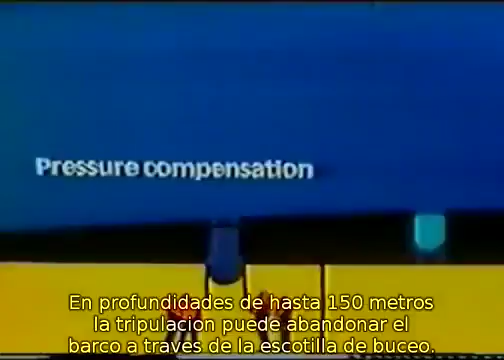 Pressure compensation
En profundidades de hasta 150 metros
la tripulacion puede abandonar el
barco a traves de la escotilla de buceo.